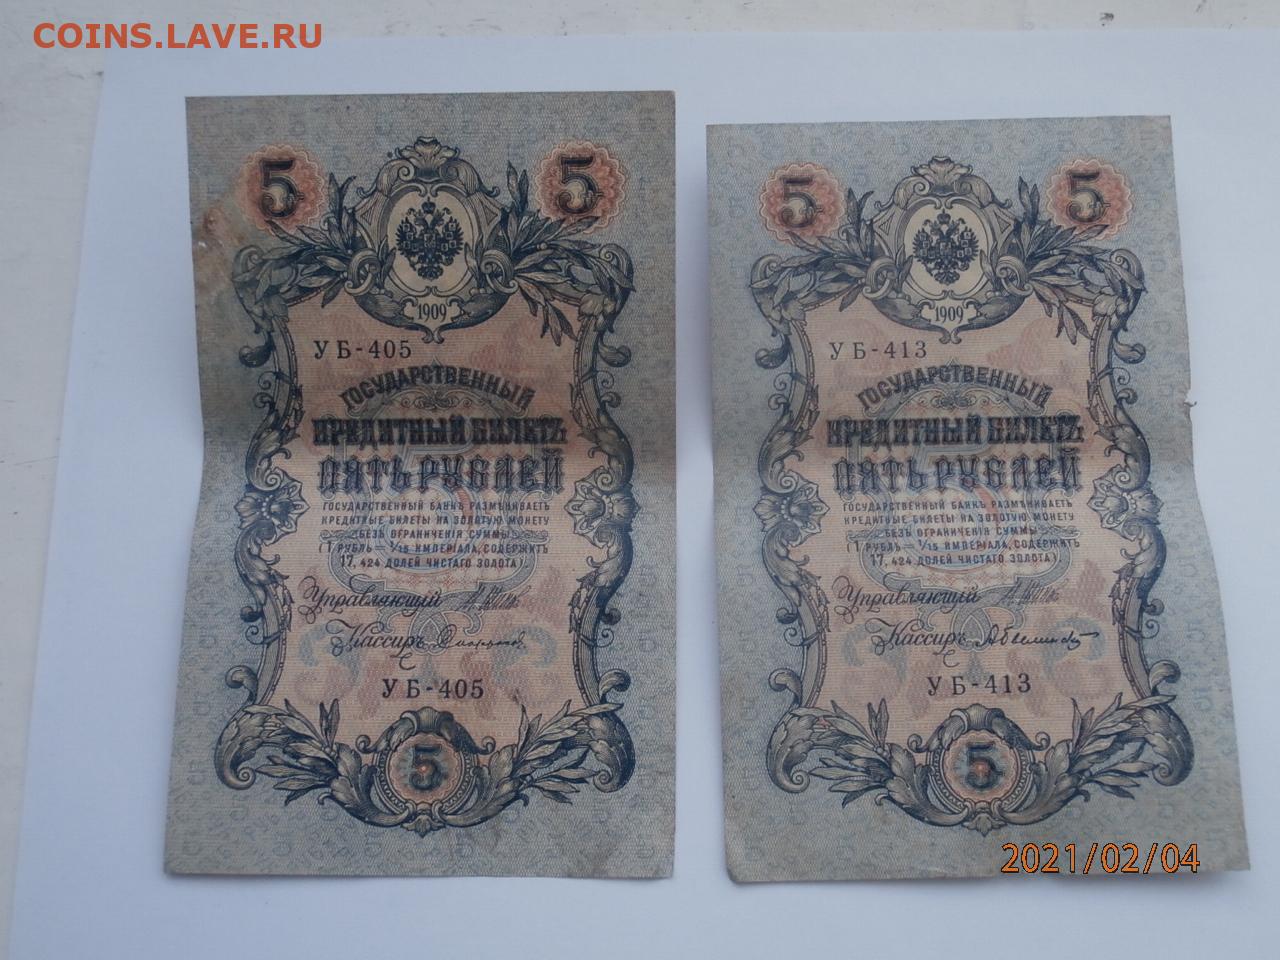 COINS.LAVE.RU
5 5
1909
УБ-405
ГОСУДАРСТВЕННЫЙ
КРЕДИТНЫЙ БИЛЕТЪ
ПЯТЬ РУБЛЕЙ
ГОСУДАРСТВЕННЫЙ БАНКЪ РАЗМѢНИВАЕТЪ
КРЕДИТНЫЕ БИЛЕТЫ НА ЗОЛОТУЮ МОНЕТУ
БЕЗЪ ОГРАНИЧЕНІЯ СУММЫ
(1 РУБЛЬ = 1/15 ИМПЕРІАЛА, СОДЕРЖИТЪ
17,424 ДОЛЕЙ ЧИСТАГО ЗОЛОТА).
Управляющій
Кассиръ
УБ-405
5
5 5
1909
УБ-413
ГОСУДАРСТВЕННЫЙ
КРЕДИТНЫЙ БИЛЕТЪ
ПЯТЬ РУБЛЕЙ
ГОСУДАРСТВЕННЫЙ БАНКЪ РАЗМѢНИВАЕТЪ
КРЕДИТНЫЕ БИЛЕТЫ НА ЗОЛОТУЮ МОНЕТУ
БЕЗЪ ОГРАНИЧЕНІЯ СУММЫ
(1 РУБЛЬ = 1/15 ИМПЕРІАЛА, СОДЕРЖИТЪ
17,424 ДОЛЕЙ ЧИСТАГО ЗОЛОТА).
Управляющій
Кассиръ
УБ-413
5
2021/02/04